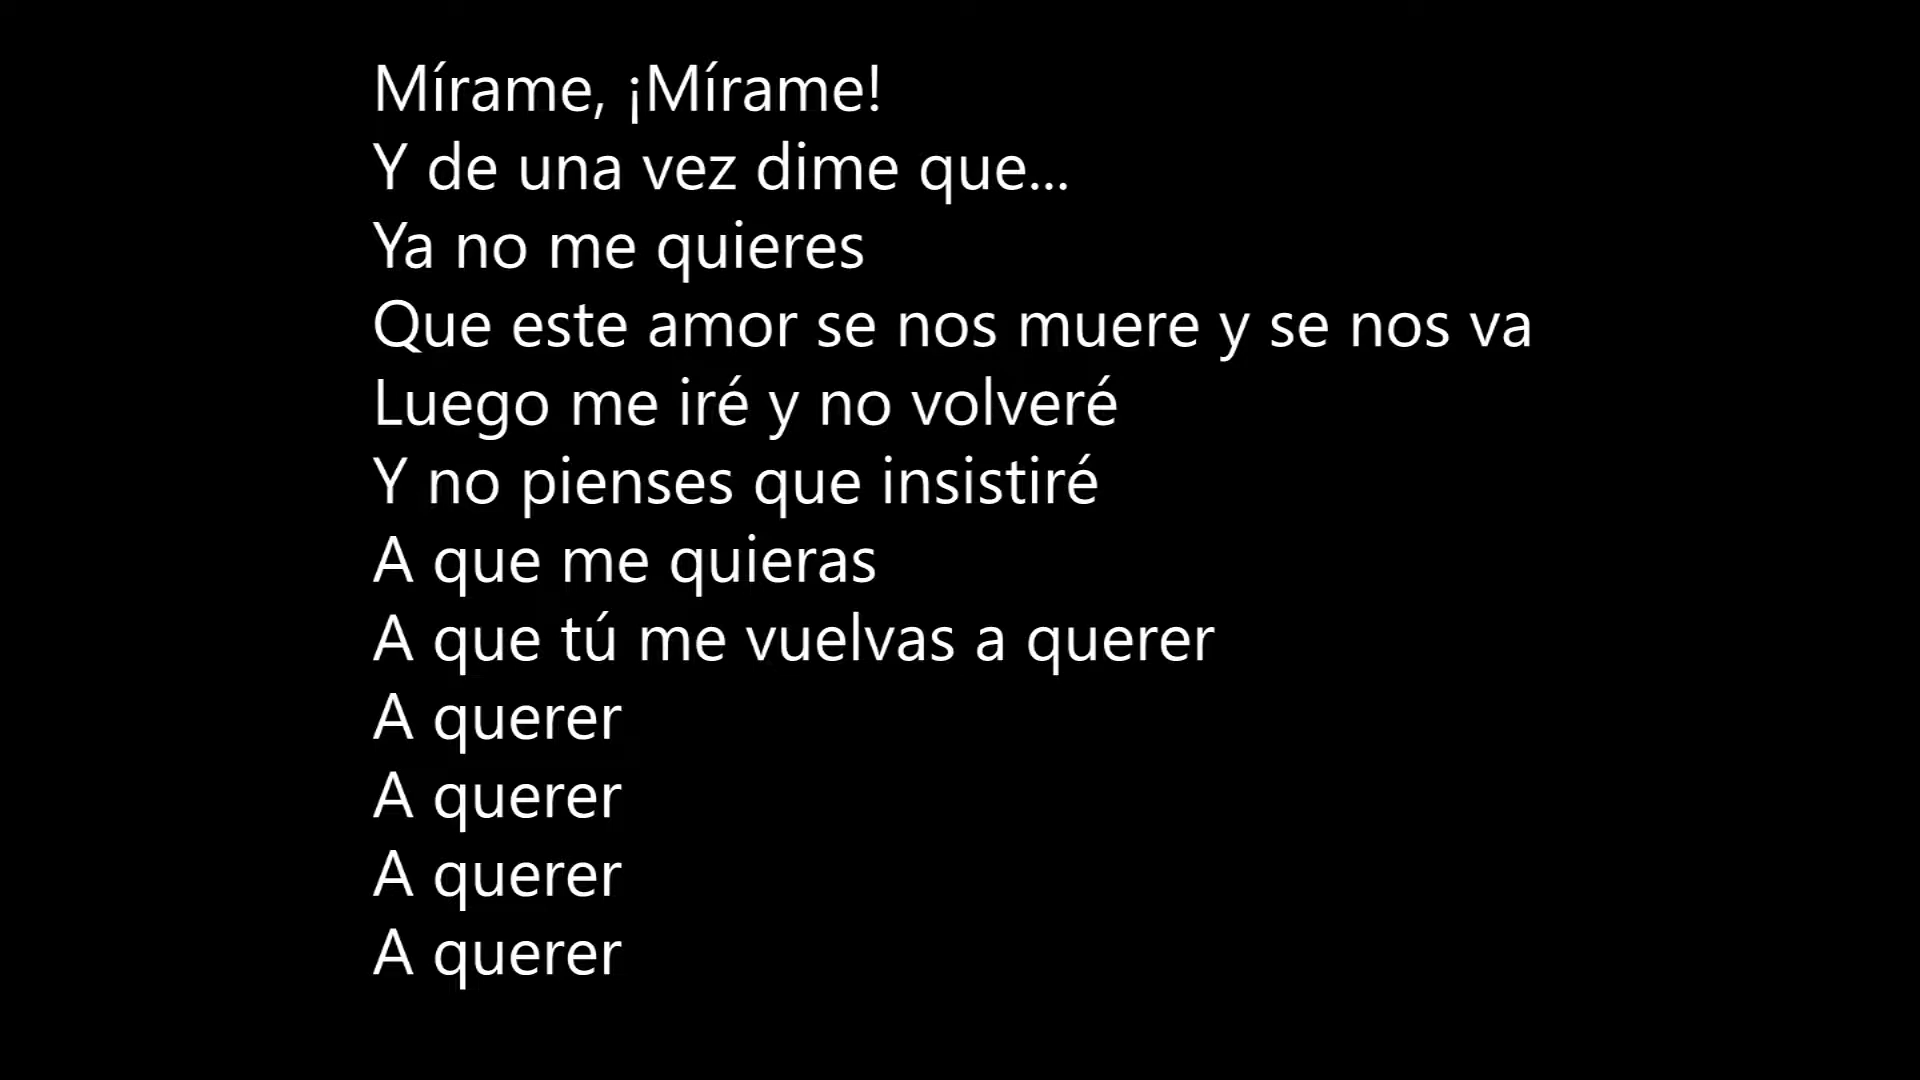 Mírame, ¡Mírame!
Y de una vez dime que...
Ya no me quieres
Que este amor se nos muere y se nos va
Luego me iré y no volveré
Y no pienses que insistiré
A que me quieras
A que tú me vuelvas a querer
A querer
A querer
A querer
A querer